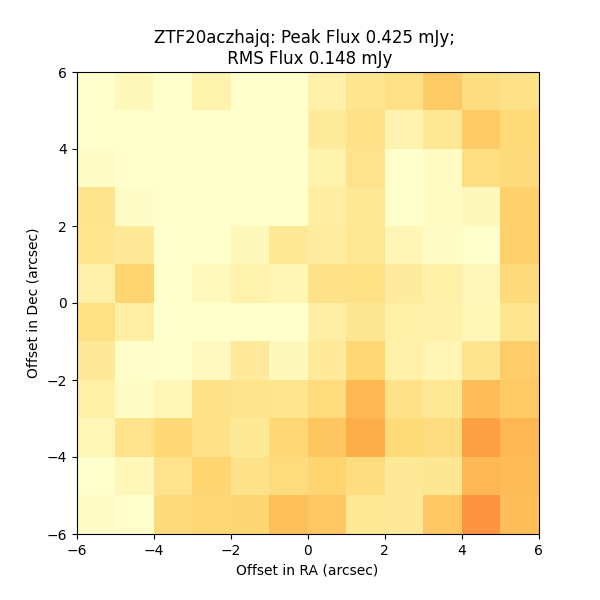 ZTF20aczhajq: Peak Flux 0.425 mJy;
RMS Flux 0.148 mJy
6
4
2
0
−2
−4
−6
Offset in Dec (arcsec)
−6 −4 −2 0 2 4 6
Offset in RA (arcsec)